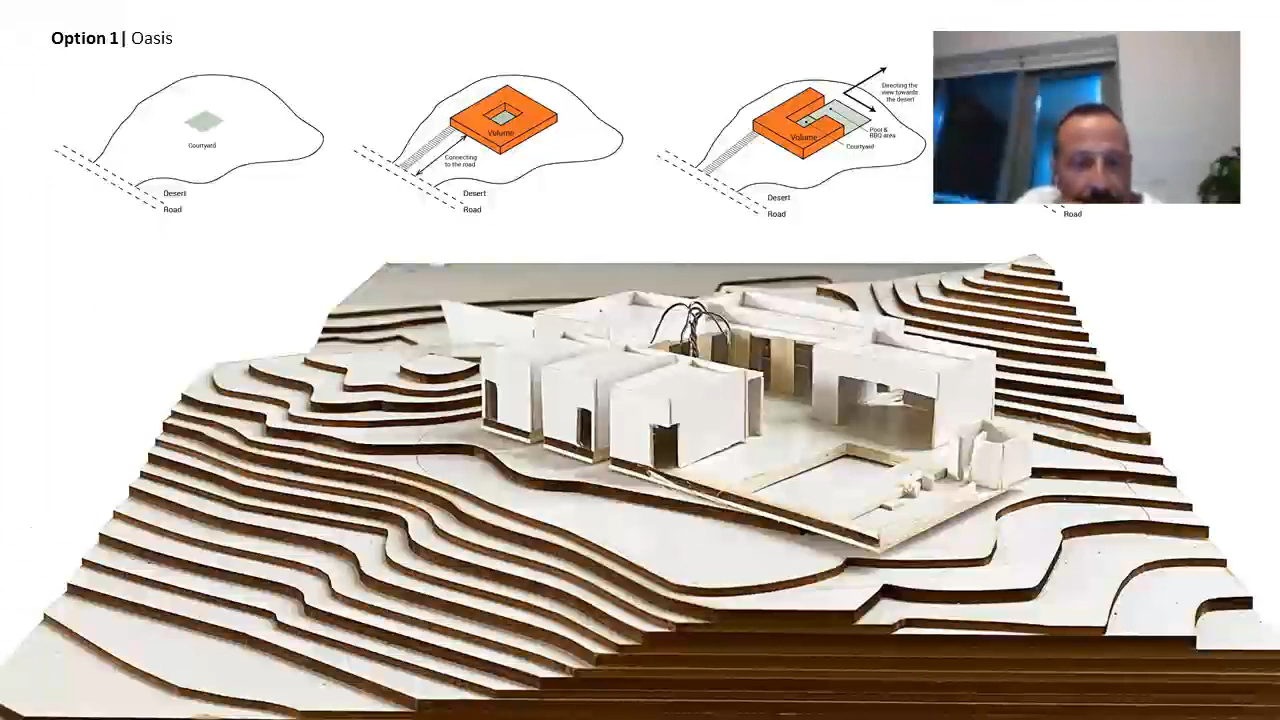 Option 1| Oasis
Courtyard
Desert
Road
Volume
Connecting
to the road
Desert
Road
Directing the
view towards
the desert
Pool &
BBQ area
Volume
Courtyard
Desert
Road
Road